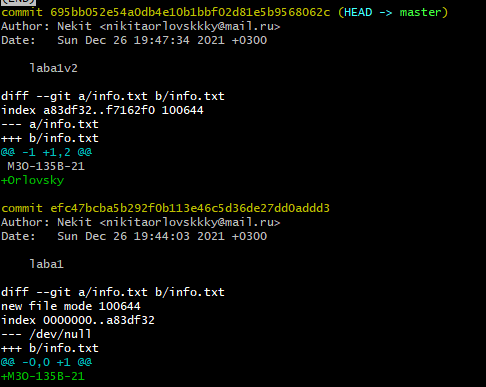 (END)
commit 695bb052e54a0db4e10b1bbf02d81e5b9568062c (HEAD -> master)
Author: Nekit <nikitaorlovskkky@mail.ru>
Date:   Sun Dec 26 19:47:34 2021 +0300

    laba1v2

diff --git a/info.txt b/info.txt
index a83df32..f7162f0 100644
--- a/info.txt
+++ b/info.txt
@@ -1 +1,2 @@
 M3O-135B-21
+Orlovsky

commit efc47bcba5b292f0b113e46c5d36de27dd0addd3
Author: Nekit <nikitaorlovskkky@mail.ru>
Date:   Sun Dec 26 19:44:03 2021 +0300

    laba1

diff --git a/info.txt b/info.txt
new file mode 100644
index 0000000..a83df32
--- /dev/null
+++ b/info.txt
@@ -0,0 +1 @@
+M3O-135B-21